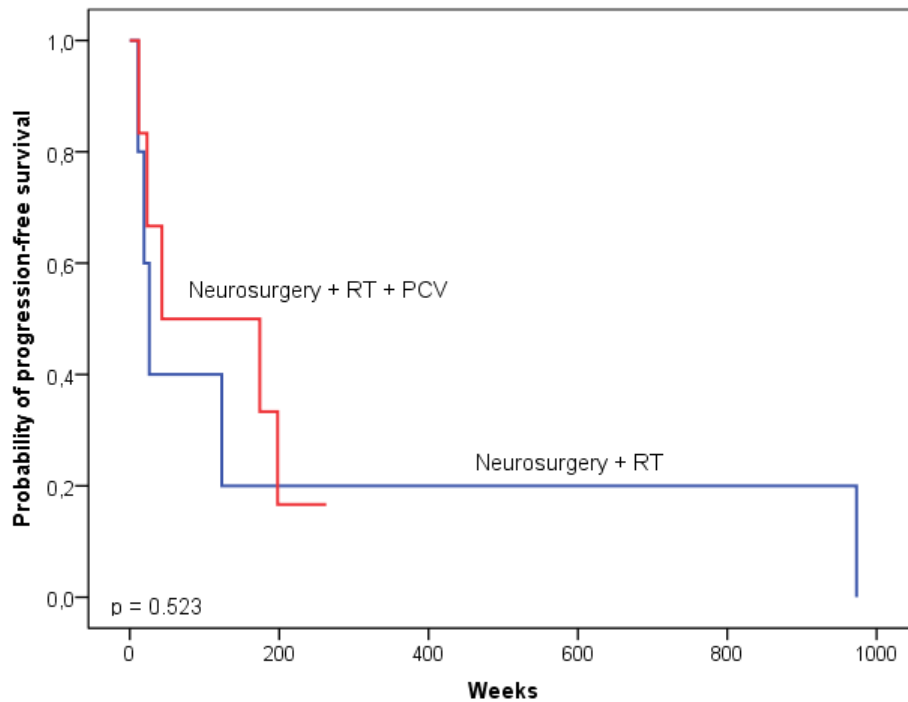 Probability of progression-free survival
1,0
0,8
0,6
0,4
0,2
0,0
Neurosurgery + RT + PCV
Neurosurgery + RT
p = 0.523
0
200
400
600
800
1000
Weeks